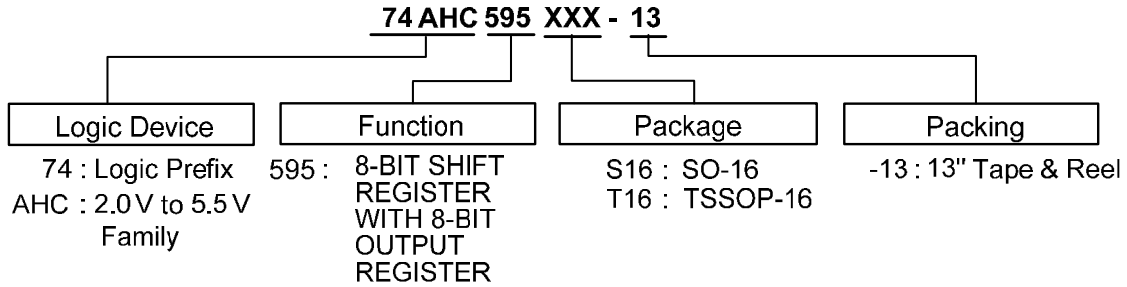 74 AHC 595 XXX - 13
Logic Device
74 : Logic Prefix
AHC : 2.0 V to 5.5 V
Family
Function
595 : 8-BIT SHIFT
REGISTER
WITH 8-BIT
OUTPUT
REGISTER
Package
S16 : SO-16
T16 : TSSOP-16
Packing
-13 : 13" Tape & Reel